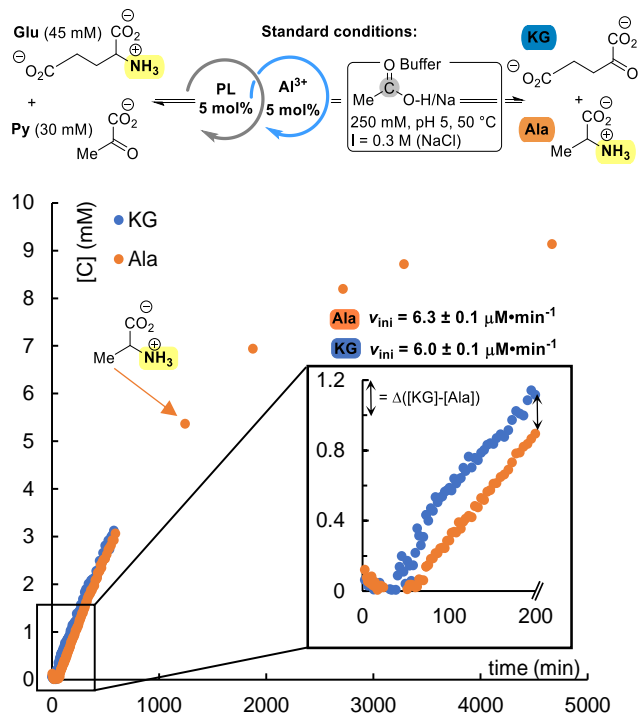 Glu (45 mM)
CO₂⊖
⊖O₂C
⊕
NH₃
+
Py (30 mM)
CO₂⊖
Me
O
PL
5 mol%
Al³⁺
5 mol%
Standard conditions:
O Buffer
C
Me
O-H/Na
250 mM, pH 5, 50 °C
I = 0.3 M (NaCl)
KG
CO₂⊖
⊖O₂C
O
+
Ala
CO₂⊖
⊕
Me
NH₃
[C] (mM)
10
9
8
7
6
5
4
3
2
1
0
KG
Ala
CO₂⊖
⊕
Me
NH₃
Ala vini = 6.3 ± 0.1 μM•min⁻¹
KG vini = 6.0 ± 0.1 μM•min⁻¹
1.2
0.8
0.4
0
= Δ([KG]-[Ala])
0
100
200
time (min)
0
1000
2000
3000
4000
5000